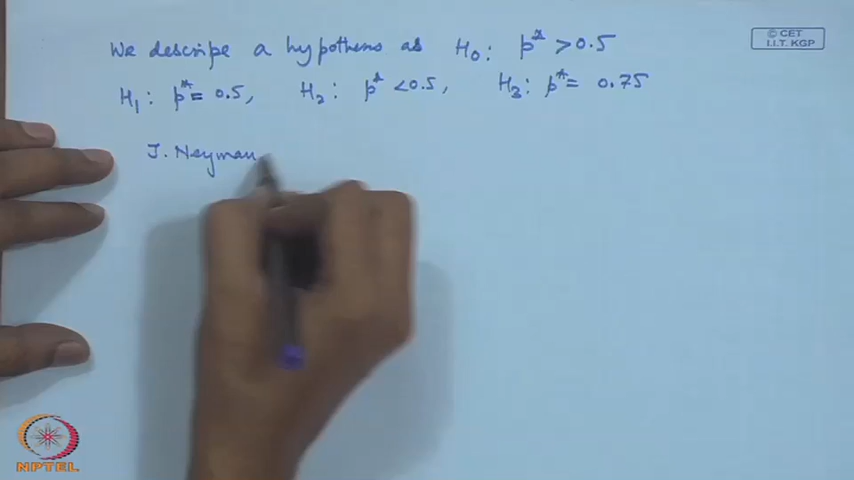 We describe a hypothesis as H₀: p* > 0.5
© CET
I.I.T. KGP
H₁: p* = 0.5, H₂: p* < 0.5, H₃: p* = 0.75
J. Neyman
NPTEL